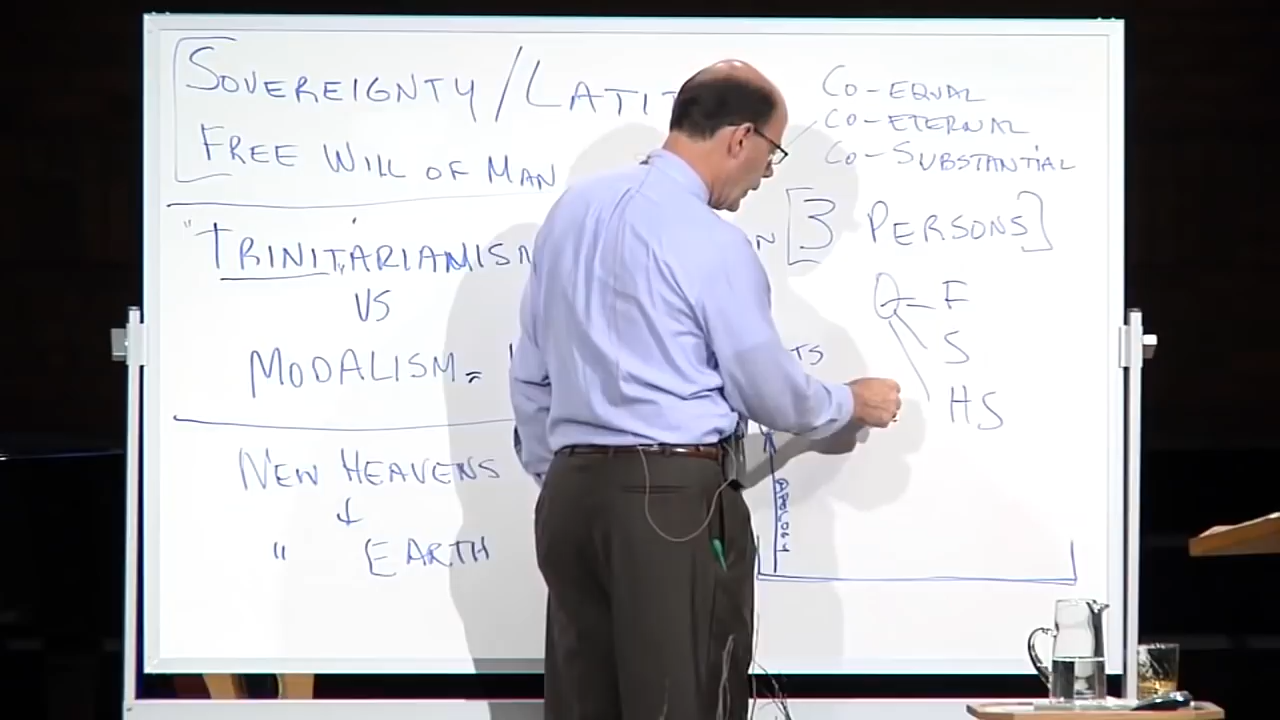 SOVEREIGNTY / LATIT
FREE WILL OF MAN
CO-EQUAL
CO-ETERNAL
CO-SUBSTANTIAL
"TRINITARIANISM
N [3 PERSONS]
VS
F
S
HS
MODALISM =
TS
NEW HEAVENS
" EARTH